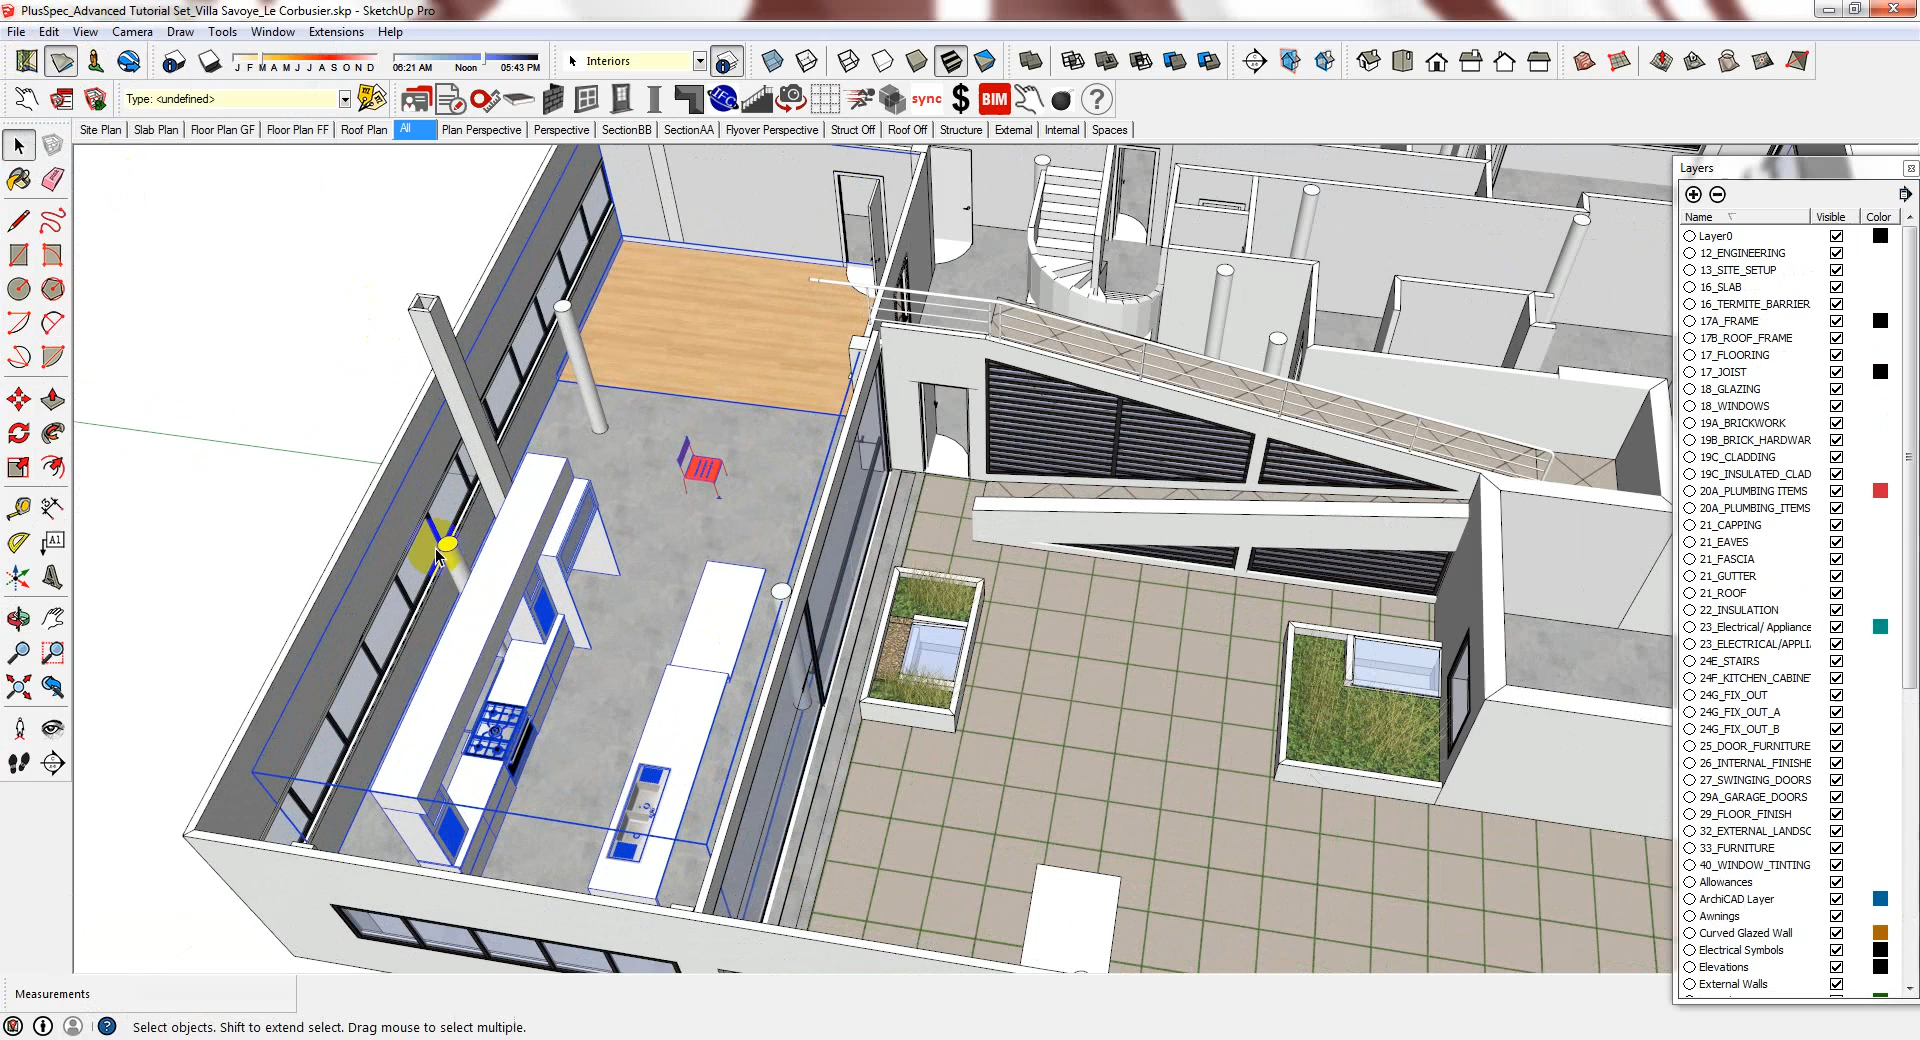 PlusSpec_Advanced Tutorial Set_Villa Savoye_Le Corbusier.skp - SketchUp Pro
File Edit View Camera Draw Tools Window Extensions Help
J F M A M J J A S O N D
06:21 AM Noon 05:43 PM
Interiors
Type: <undefined>
IFC
sync
$
BIM
?
Site Plan Slab Plan Floor Plan GF Floor Plan FF Roof Plan All Plan Perspective Perspective SectionBB SectionAA Flyover Perspective Struct Off Roof Off Structure External Internal Spaces
A1
Layers
Name Visible Color
Layer0
12_ENGINEERING
13_SITE_SETUP
16_SLAB
16_TERMITE_BARRIER
17A_FRAME
17B_ROOF_FRAME
17_FLOORING
17_JOIST
18_GLAZING
18_WINDOWS
19A_BRICKWORK
19B_BRICK_HARDWAR
19C_CLADDING
19C_INSULATED_CLAD
20A_PLUMBING ITEMS
20A_PLUMBING_ITEMS
21_CAPPING
21_EAVES
21_FASCIA
21_GUTTER
21_ROOF
22_INSULATION
23_Electrical/ Appliance
23_ELECTRICAL/APPLI
24E_STAIRS
24F_KITCHEN_CABINE
24G_FIX_OUT
24G_FIX_OUT_A
24G_FIX_OUT_B
25_DOOR_FURNITURE
26_INTERNAL_FINISHE
27_SWINGING_DOORS
29A_GARAGE_DOORS
29_FLOOR_FINISH
32_EXTERNAL_LANDSC
33_FURNITURE
40_WINDOW_TINTING
Allowances
ArchiCAD Layer
Awnings
Curved Glazed Wall
Electrical Symbols
Elevations
External Walls
Measurements
Select objects. Shift to extend select. Drag mouse to select multiple.